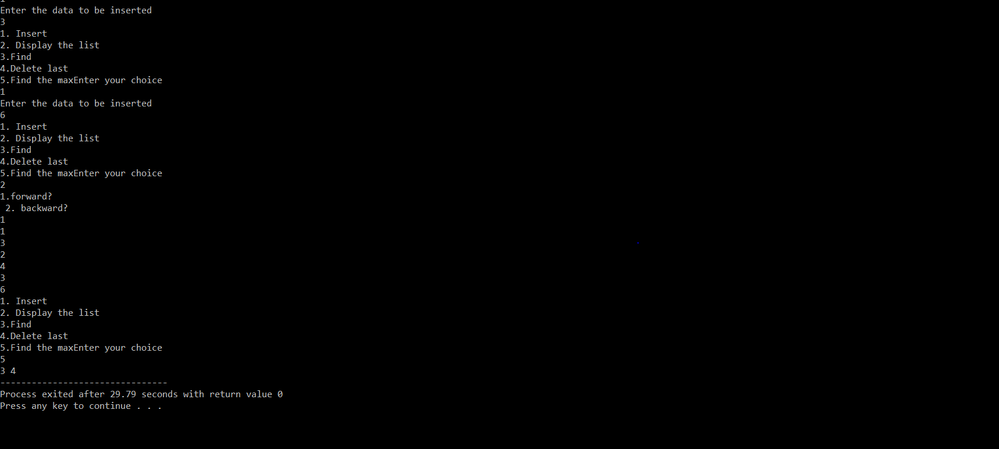 Enter the data to be inserted
3
1. Insert
2. Display the list
3.Find
4.Delete last
5.Find the maxEnter your choice
1
Enter the data to be inserted
6
1. Insert
2. Display the list
3.Find
4.Delete last
5.Find the maxEnter your choice
2
1.forward?
 2. backward?
1
1
3
2
4
3
6
1. Insert
2. Display the list
3.Find
4.Delete last
5.Find the maxEnter your choice
5
3 4
--------------------------------
Process exited after 29.79 seconds with return value 0
Press any key to continue . . .